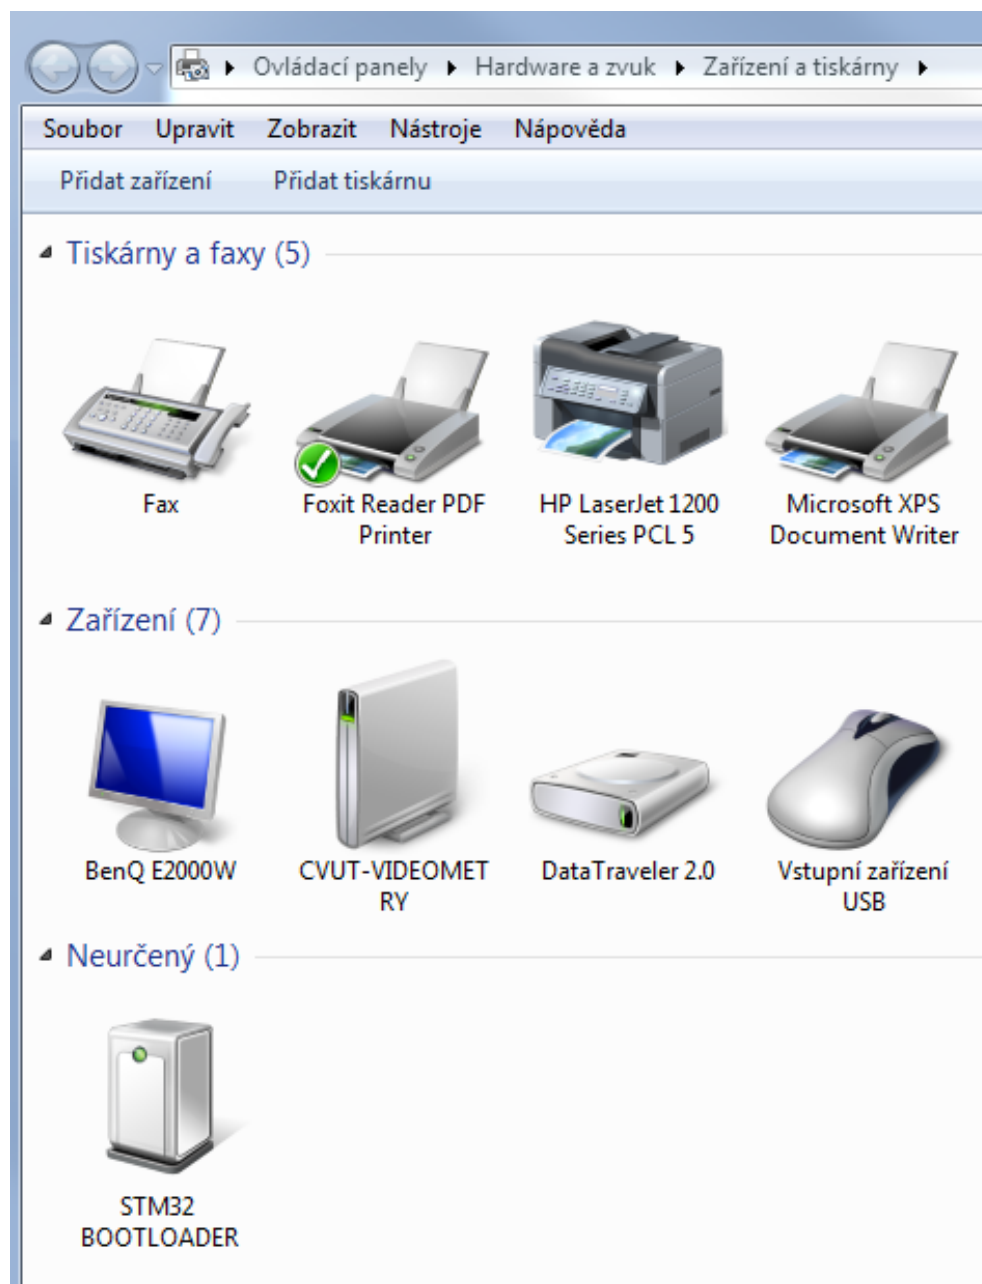 Ovládací panely Hardware a zvuk Zařízení a tiskárny
Soubor Upravit Zobrazit Nástroje Nápověda
Přidat zařízení Přidat tiskárnu
Tiskárny a faxy (5)
Fax
Foxit Reader PDF
Printer
HP LaserJet 1200
Series PCL 5
Microsoft XPS
Document Writer
Zařízení (7)
BenQ E2000W
CVUT-VIDEOMET
RY
DataTraveler 2.0
Vstupní zařízení
USB
Neurčený (1)
STM32
BOOTLOADER